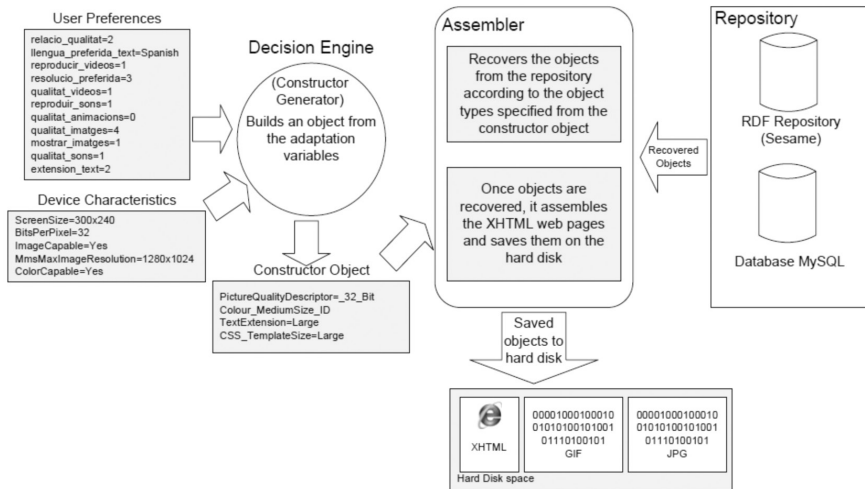 User Preferences
relacio_qualitat=2
llengua_preferida_text=Spanish
reproducir_videos=1
resolucio_preferida=3
qualitat_videos=1
reproduir_sons=1
qualitat_animacions=0
qualitat_imatges=4
mostrar_imatges=1
qualitat_sons=1
extension_text=2
Device Characteristics
ScreenSize=300x240
BitsPerPixel=32
ImageCapable=Yes
MmsMaxImageResolution=1280x1024
ColorCapable=Yes
Decision Engine
(Constructor
Generator)
Builds an object from
the adaptation
variables
Constructor Object
PictureQualityDescriptor=_32_Bit
Colour_MediumSize_ID
TextExtension=Large
CSS_TemplateSize=Large
Assembler
Recovers the objects
from the repository
according to the object
types specified from the
constructor object
Once objects are
recovered, it assembles
the XHTML web pages
and saves them on the
hard disk
Recovered
Objects
Repository
RDF Repository
(Sesame)
Database MySQL
Saved
objects to
hard disk
XHTML
00001000100010
01010100101001
01110100101
GIF
00001000100010
01010100101001
01110100101
JPG
Hard Disk space